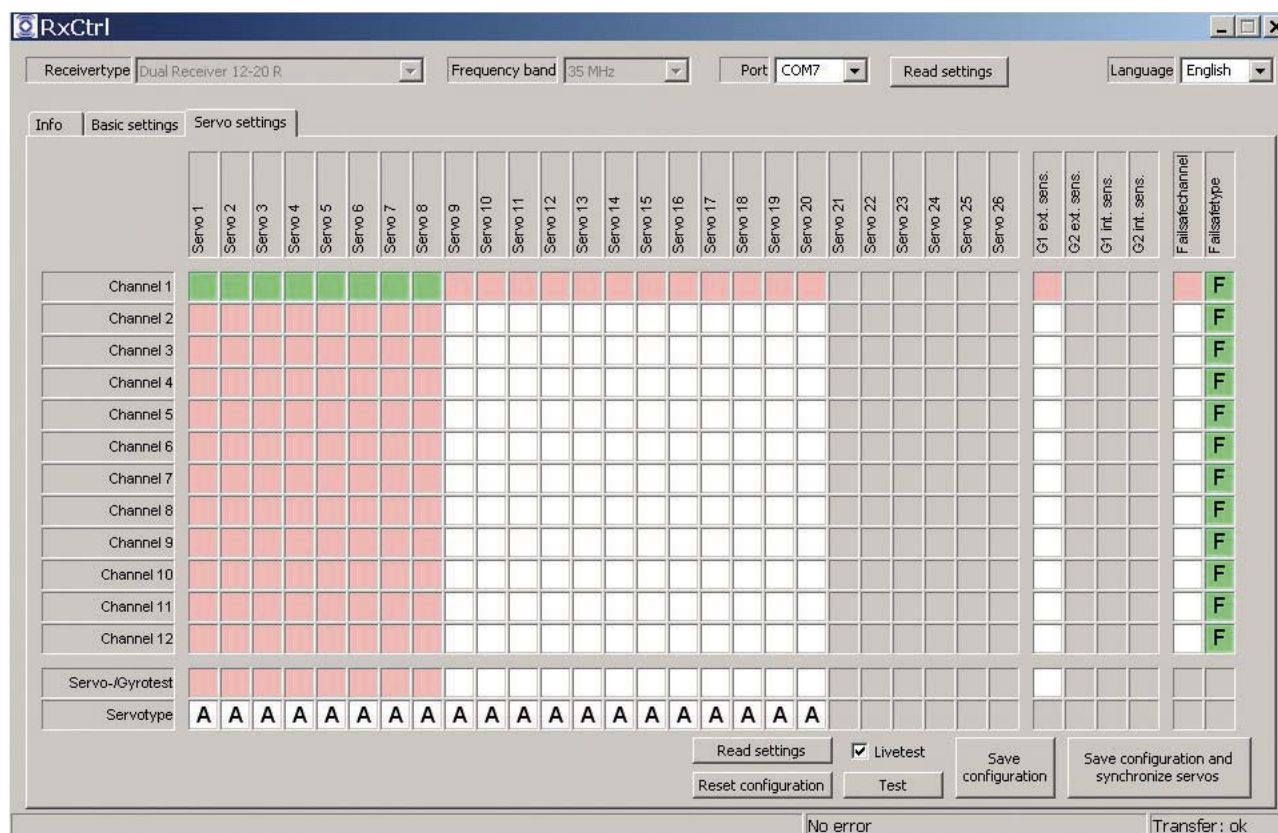 RxCtrl
Receivertype Dual Receiver 12-20 R Frequency band 35 MHz Port COM7 Read settings Language English
Info Basic settings Servo settings
Servo 1 Servo 2 Servo 3 Servo 4 Servo 5 Servo 6 Servo 7 Servo 8 Servo 9 Servo 10 Servo 11 Servo 12 Servo 13 Servo 14 Servo 15 Servo 16 Servo 17 Servo 18 Servo 19 Servo 20 Servo 21 Servo 22 Servo 23 Servo 24 Servo 25 Servo 26 G1 ext. sens. G2 ext. sens. G1 int. sens. G2 int. sens. Failsafechannel Failsafetype
Channel 1 F
Channel 2 F
Channel 3 F
Channel 4 F
Channel 5 F
Channel 6 F
Channel 7 F
Channel 8 F
Channel 9 F
Channel 10 F
Channel 11 F
Channel 12 F
Servo-/Gyrotest
Servotype A A A A A A A A A A A A A A A A A A A A
Read settings Livetest Save configuration Save configuration and synchronize servos
Reset configuration Test
No error Transfer: ok